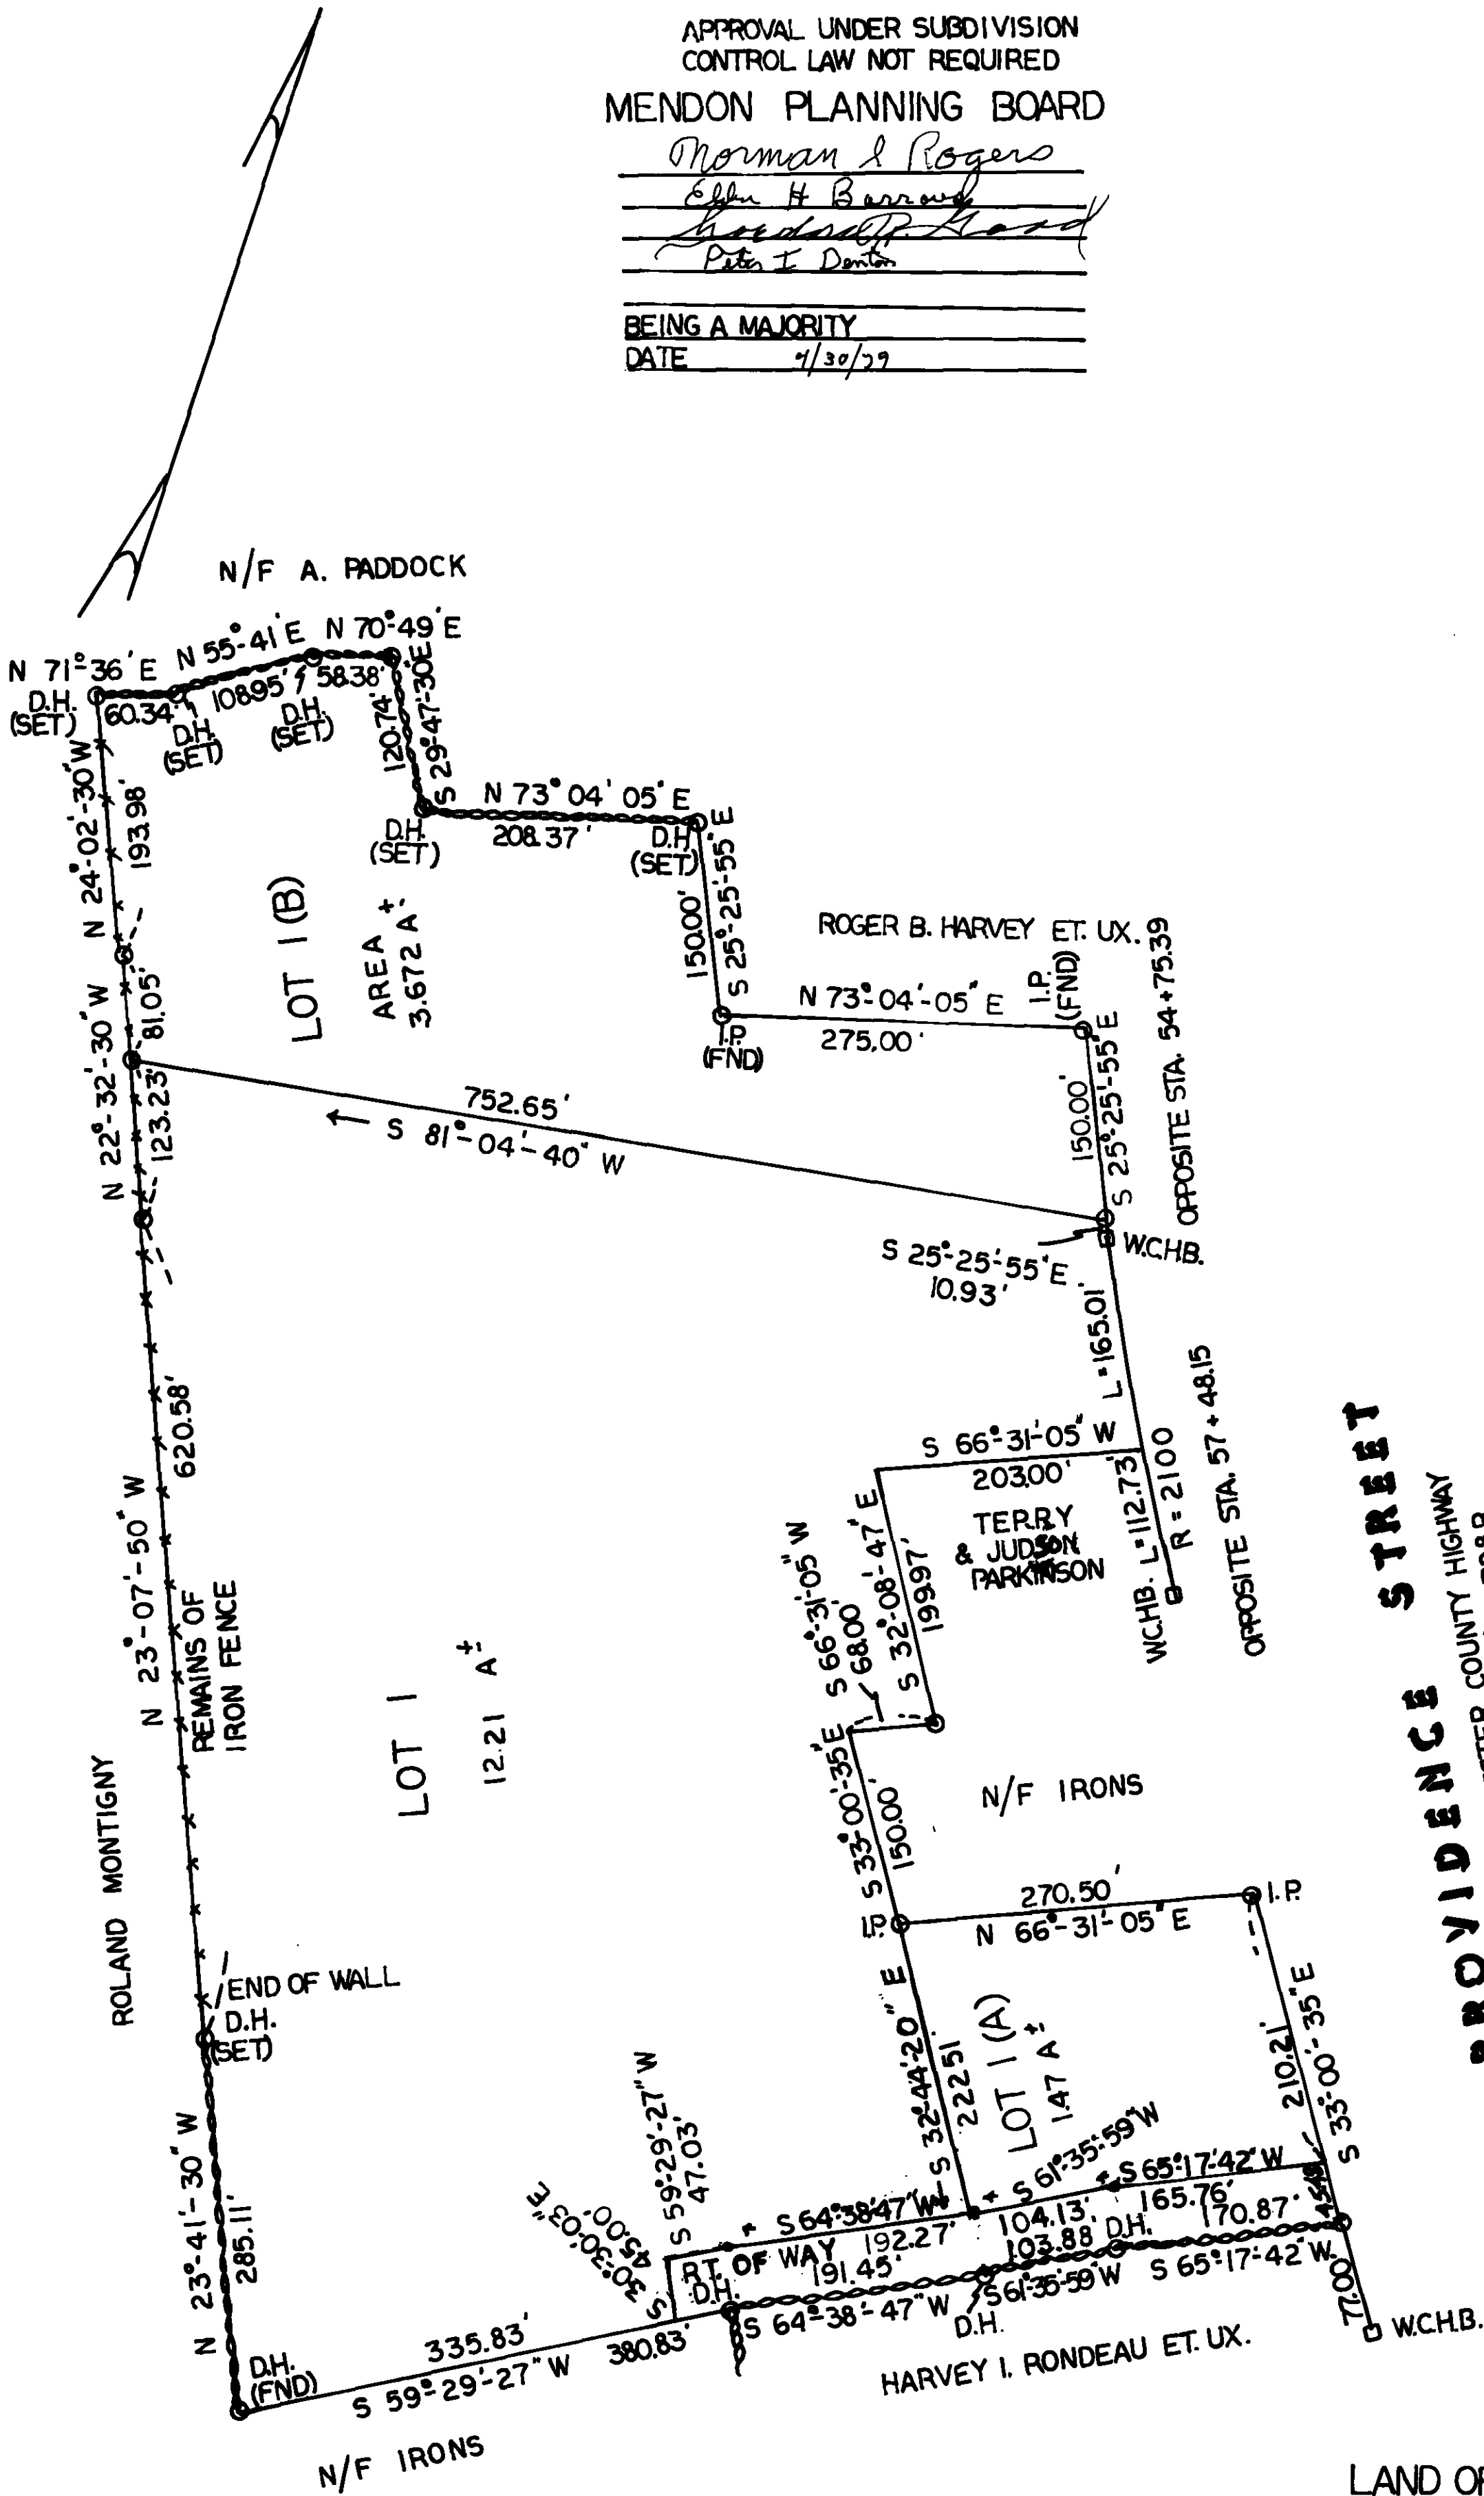 APPROVAL UNDER SUBDIVISION
CONTROL LAW NOT REQUIRED
MENDON PLANNING BOARD
Norman S Rogers
H
Peter I Denton
BEING A MAJORITY
DATE
N/F A. PADDOCK
N 71°-36' E
60.34'
N 55°-41' E
108.95'
N 70°-49' E
58.38'
D.H.
(SET)
D.H.
(SET)
D.H.
(SET)
120.74'
S 29°-47'-30" E
N 73° 04' 05" E
208.37'
D.H.
(SET)
D.H.
(SET)
N 24°-02'-30" W
193.98'
LOT 1(B)
AREA ±
3.672 A·
150.00'
S 25°-25'-55" E
ROGER B. HARVEY ET. UX.
N 73°-04'-05" E
275.00'
I.P.
(FND)
I.P.
(FND)
N 22°-32'-30" W
81.05'
123.23'
752.65'
S 81°-04'-40" W
150.00'
S 25°-25'-55" E
OPPOSITE STA. 54+75.39
W.C.H.B.
S 25°-25'-55" E
10.93'
L=165.01'
S 66°-31'-05" W
203.00'
TERRY
& JUDSON
PARKINSON
W.C.H.B. L=112.73'
R = 2100
OPPOSITE STA. 57+48.15
620.58'
N 23°-07'-50" W
REMAINS OF
IRON FENCE
ROLAND MONTIGNY
LOT 1
12.21 A±
S 32°-08'-47" E
199.97'
S 66°-31'-05" W
68.00'
S 33°-00'-35" E
150.00'
N/F IRONS
PROVIDENCE STREET
COUNTY HIGHWAY
270.50'
N 66°-31'-05" E
I.P.
I.P.
END OF WALL
D.H.
(SET)
S 32°-44'-20" E
222.51'
LOT 1(A)
1.47 A±
210.21'
S 33°-00'-35" E
N 23°-41'-30" W
285.11'
S 59°-29'-27" W
47.03'
45.00'
S 64°-38'-47" W
192.27'
S 61°-35'-59" W
104.13'
S 65°-17'-42" W
165.76'
RT. OF WAY
D.H.
191.45'
103.88
D.H.
170.87'
S 64°-38'-47" W
S 61°-35'-59" W
S 65°-17'-42" W
D.H.
77.00
W.C.H.B.
335.83'
380.83'
S 59°-29'-27" W
D.H.
(FND)
HARVEY I. RONDEAU ET. UX.
N/F IRONS
LAND OF